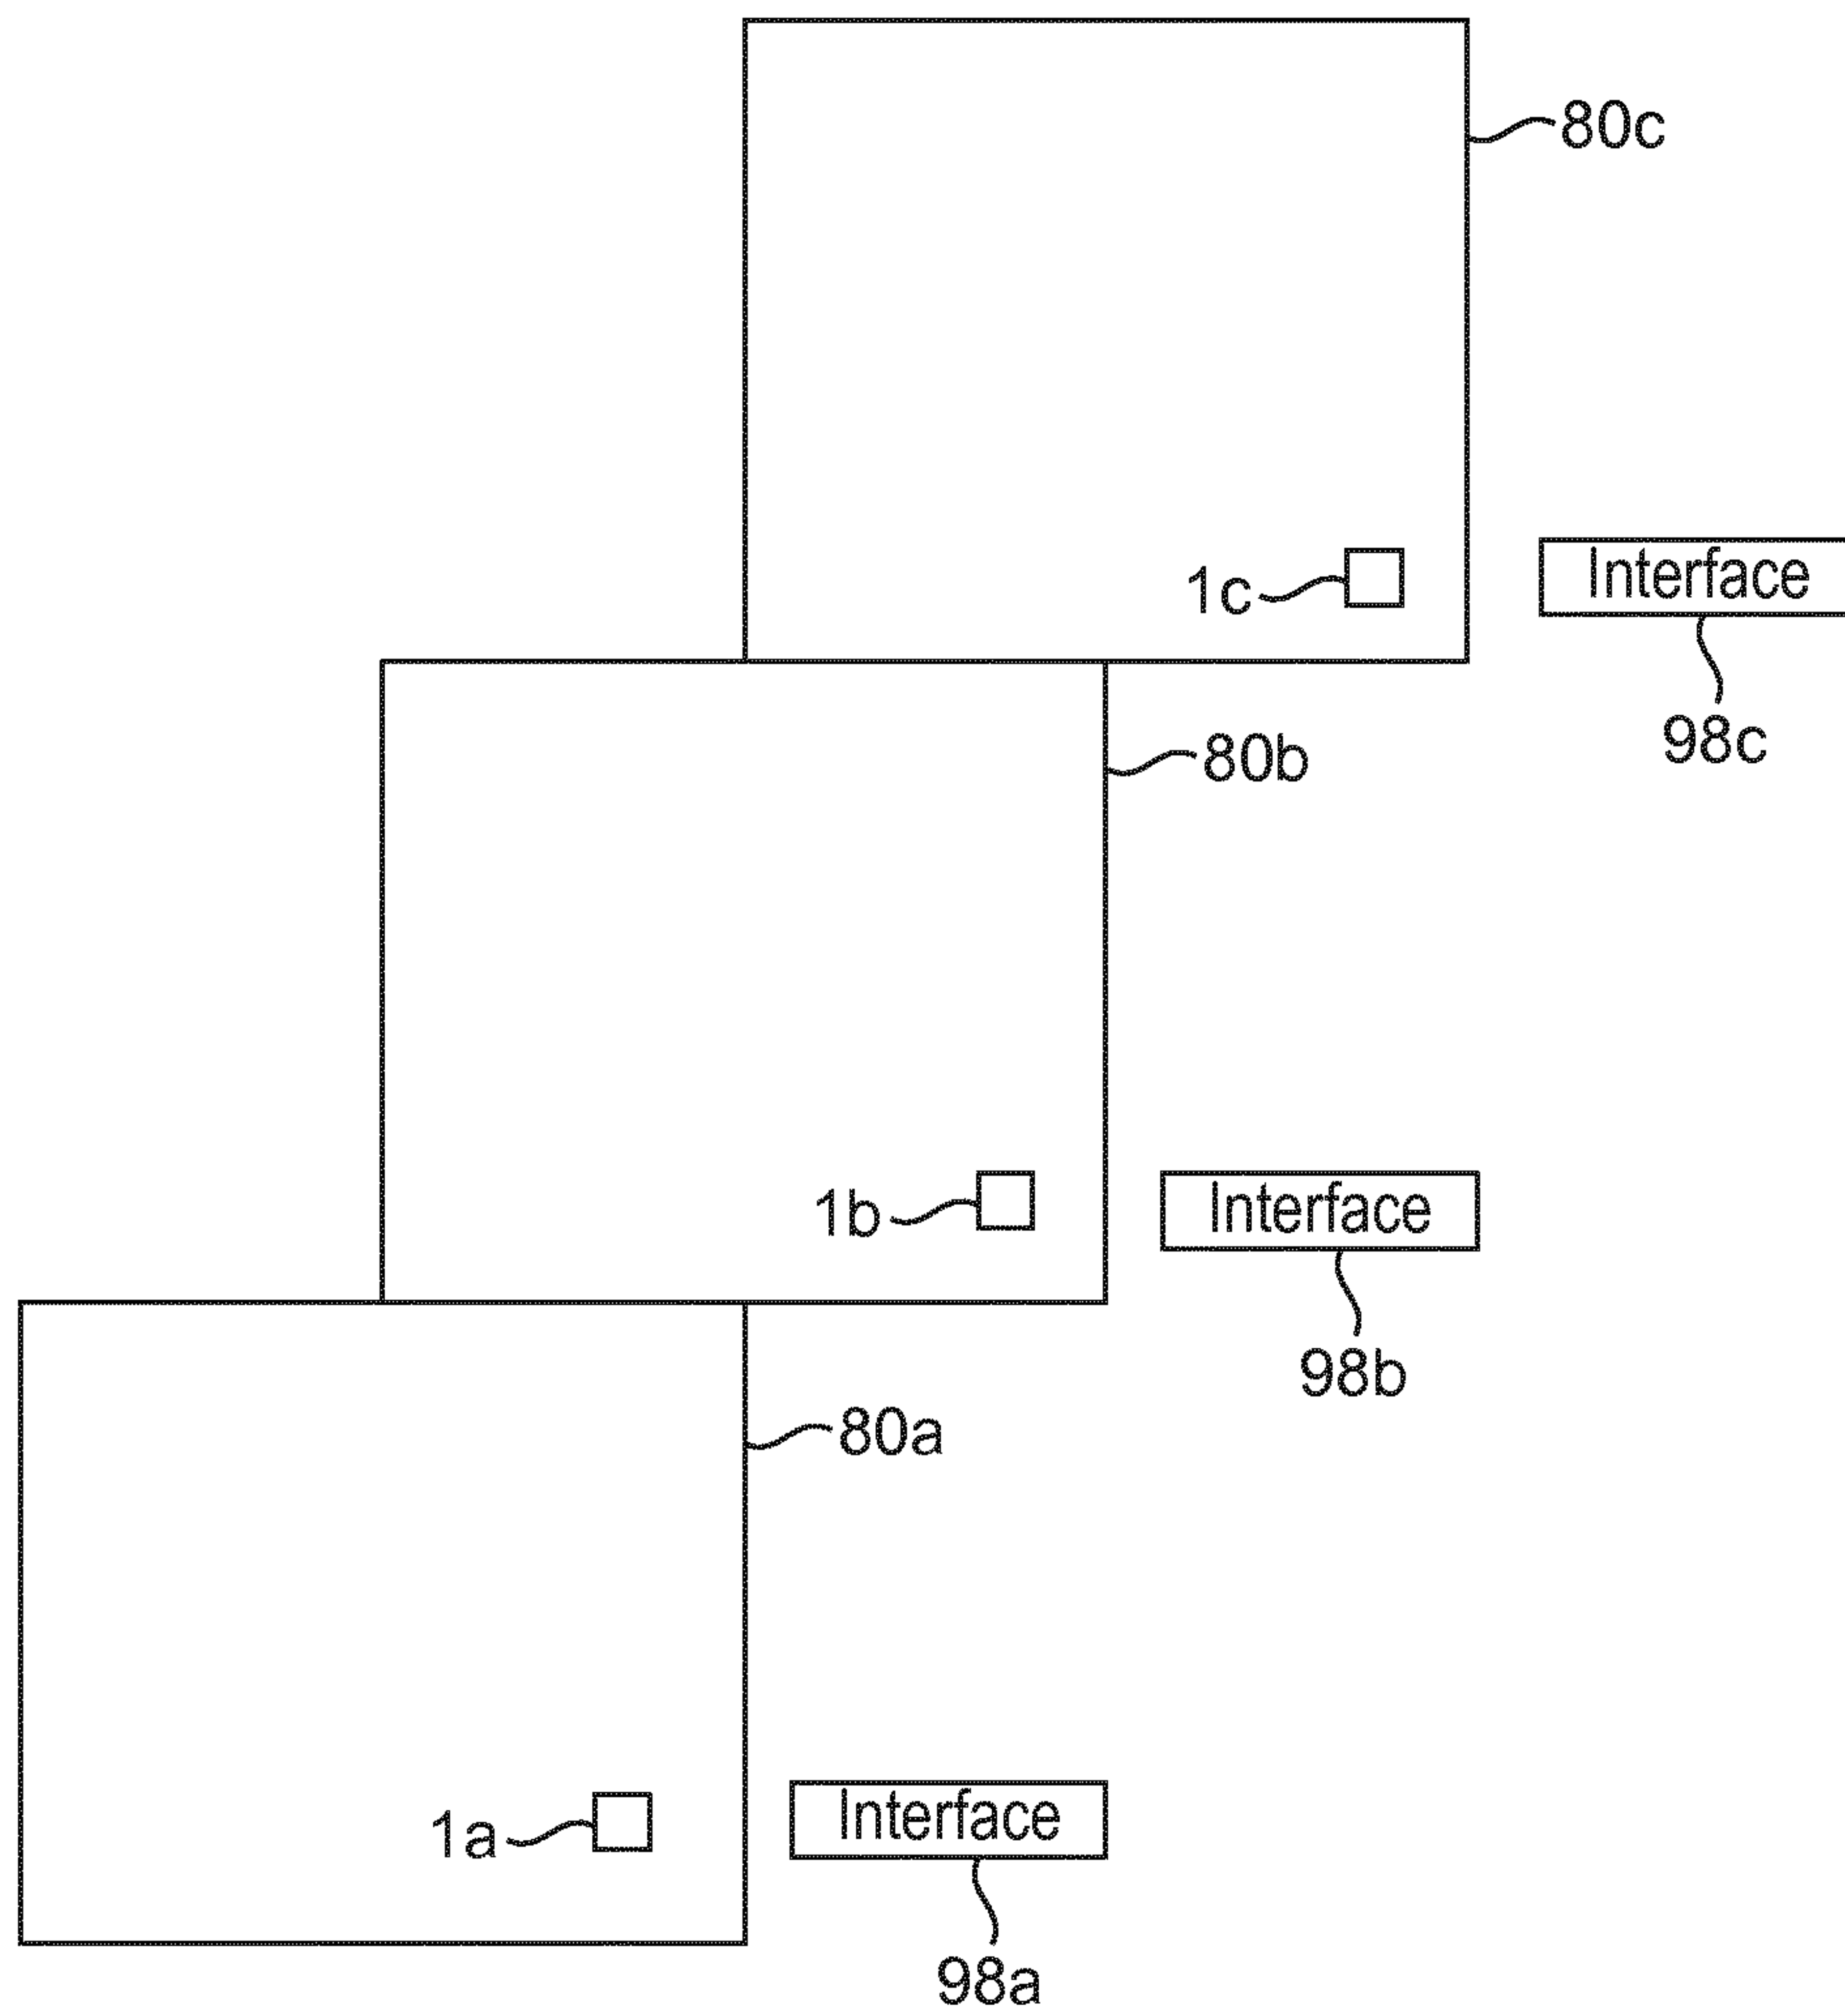 80c
1c
Interface
98c
80b
1b
Interface
98b
80a
1a
Interface
98a